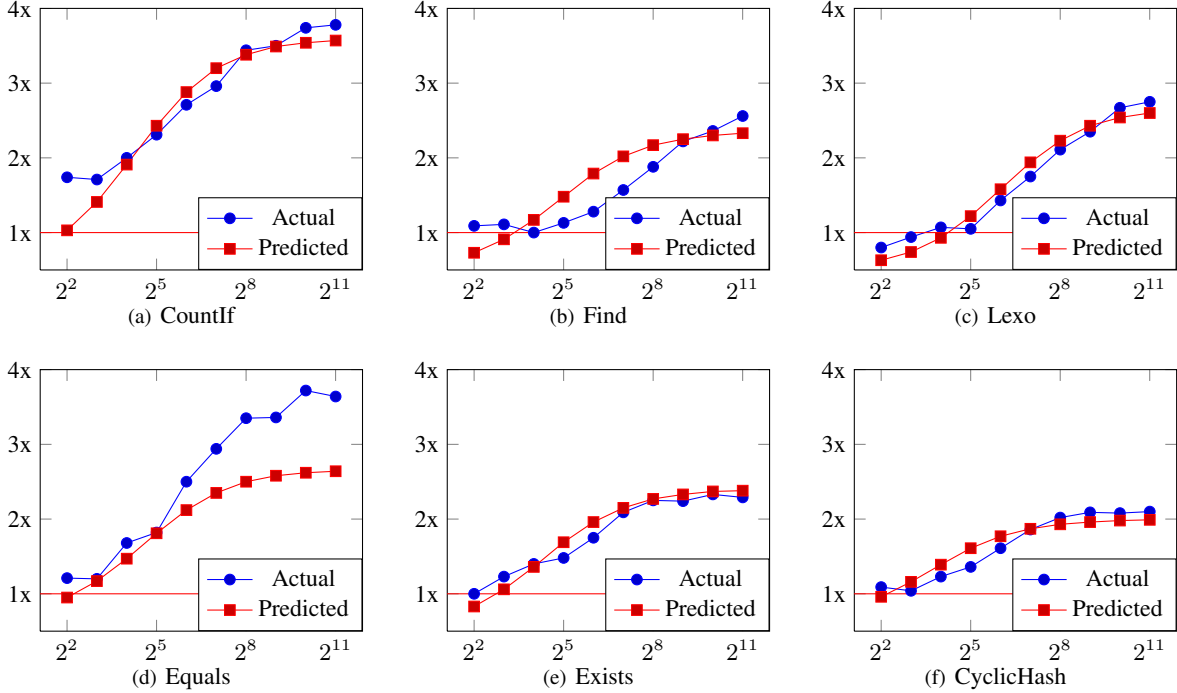 4x
3x
2x
1x
Actual
Predicted
2^2 2^5 2^8 2^11
(a) CountIf
4x
3x
2x
1x
Actual
Predicted
2^2 2^5 2^8 2^11
(b) Find
4x
3x
2x
1x
Actual
Predicted
2^2 2^5 2^8 2^11
(c) Lexo
4x
3x
2x
1x
Actual
Predicted
2^2 2^5 2^8 2^11
(d) Equals
4x
3x
2x
1x
Actual
Predicted
2^2 2^5 2^8 2^11
(e) Exists
4x
3x
2x
1x
Actual
Predicted
2^2 2^5 2^8 2^11
(f) CyclicHash